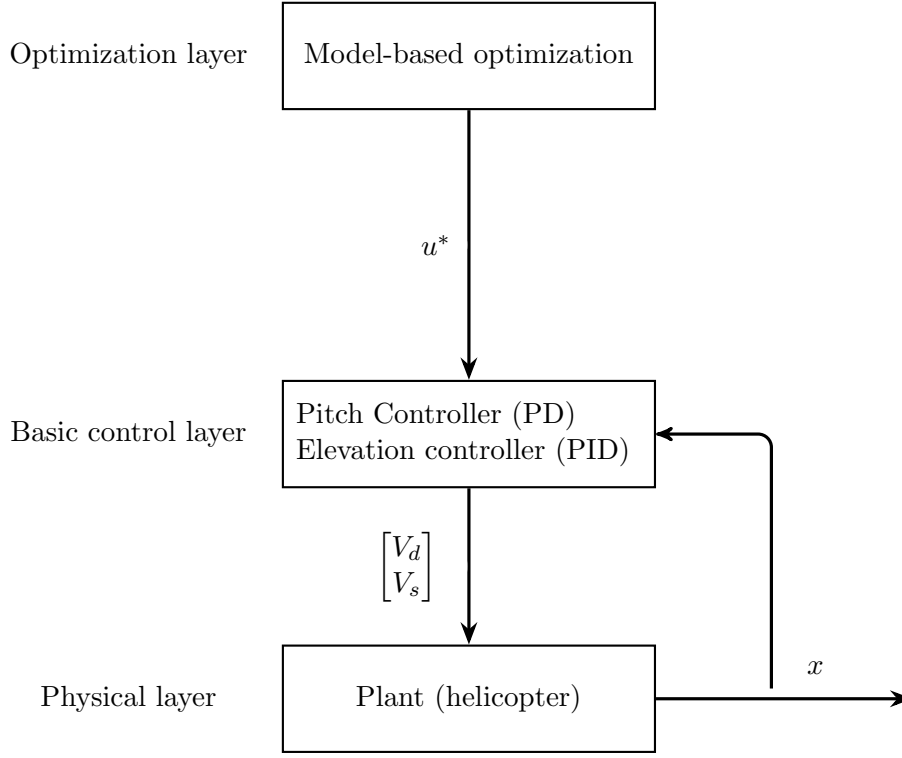 Optimization layer
Model-based optimization
u*
Basic control layer
Pitch Controller (PD)
Elevation controller (PID)
[V_d
V_s]
x
Physical layer
Plant (helicopter)